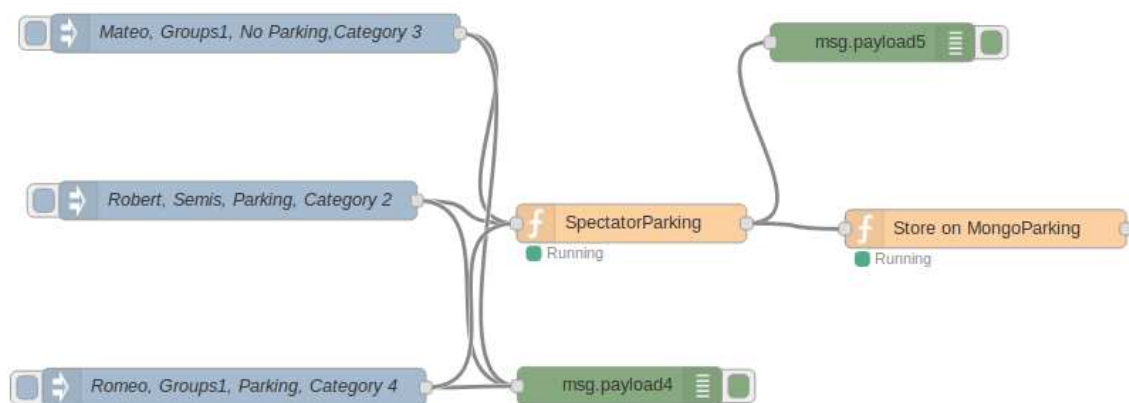 Mateo, Groups1, No Parking,Category 3
msg.payload5
Robert, Semis, Parking, Category 2
SpectatorParking
Running
Store on MongoParking
Running
Romeo, Groups1, Parking, Category 4
msg.payload4